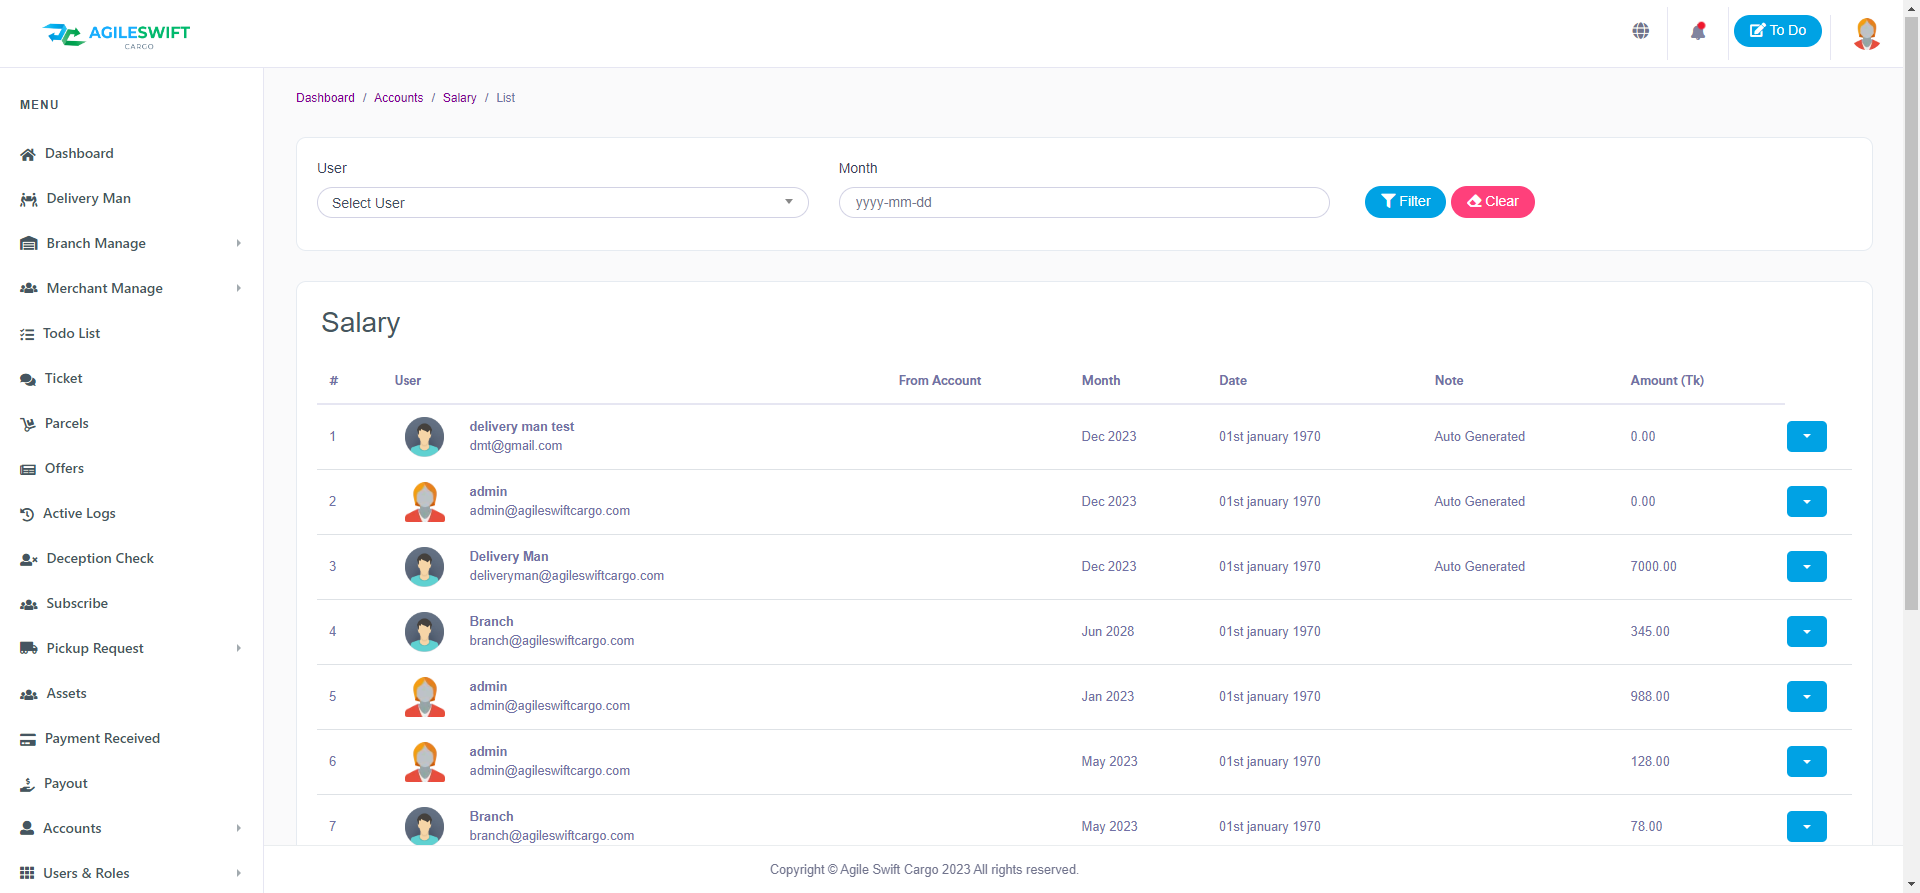 AGILESWIFT
CARGO
To Do
MENU
Dashboard
Delivery Man
Branch Manage
Merchant Manage
Todo List
Ticket
Parcels
Offers
Active Logs
Deception Check
Subscribe
Pickup Request
Assets
Payment Received
Payout
Accounts
Users & Roles
Dashboard / Accounts / Salary / List
User Month
Select User yyyy-mm-dd Filter Clear
Salary
# User From Account Month Date Note Amount (Tk)
1 delivery man test Dec 2023 01st january 1970 Auto Generated 0.00
dmt@gmail.com
2 admin Dec 2023 01st january 1970 Auto Generated 0.00
admin@agileswiftcargo.com
3 Delivery Man Dec 2023 01st january 1970 Auto Generated 7000.00
deliveryman@agileswiftcargo.com
4 Branch Jun 2028 01st january 1970 345.00
branch@agileswiftcargo.com
5 admin Jan 2023 01st january 1970 988.00
admin@agileswiftcargo.com
6 admin May 2023 01st january 1970 128.00
admin@agileswiftcargo.com
7 Branch May 2023 01st january 1970 78.00
branch@agileswiftcargo.com
Copyright © Agile Swift Cargo 2023 All rights reserved.